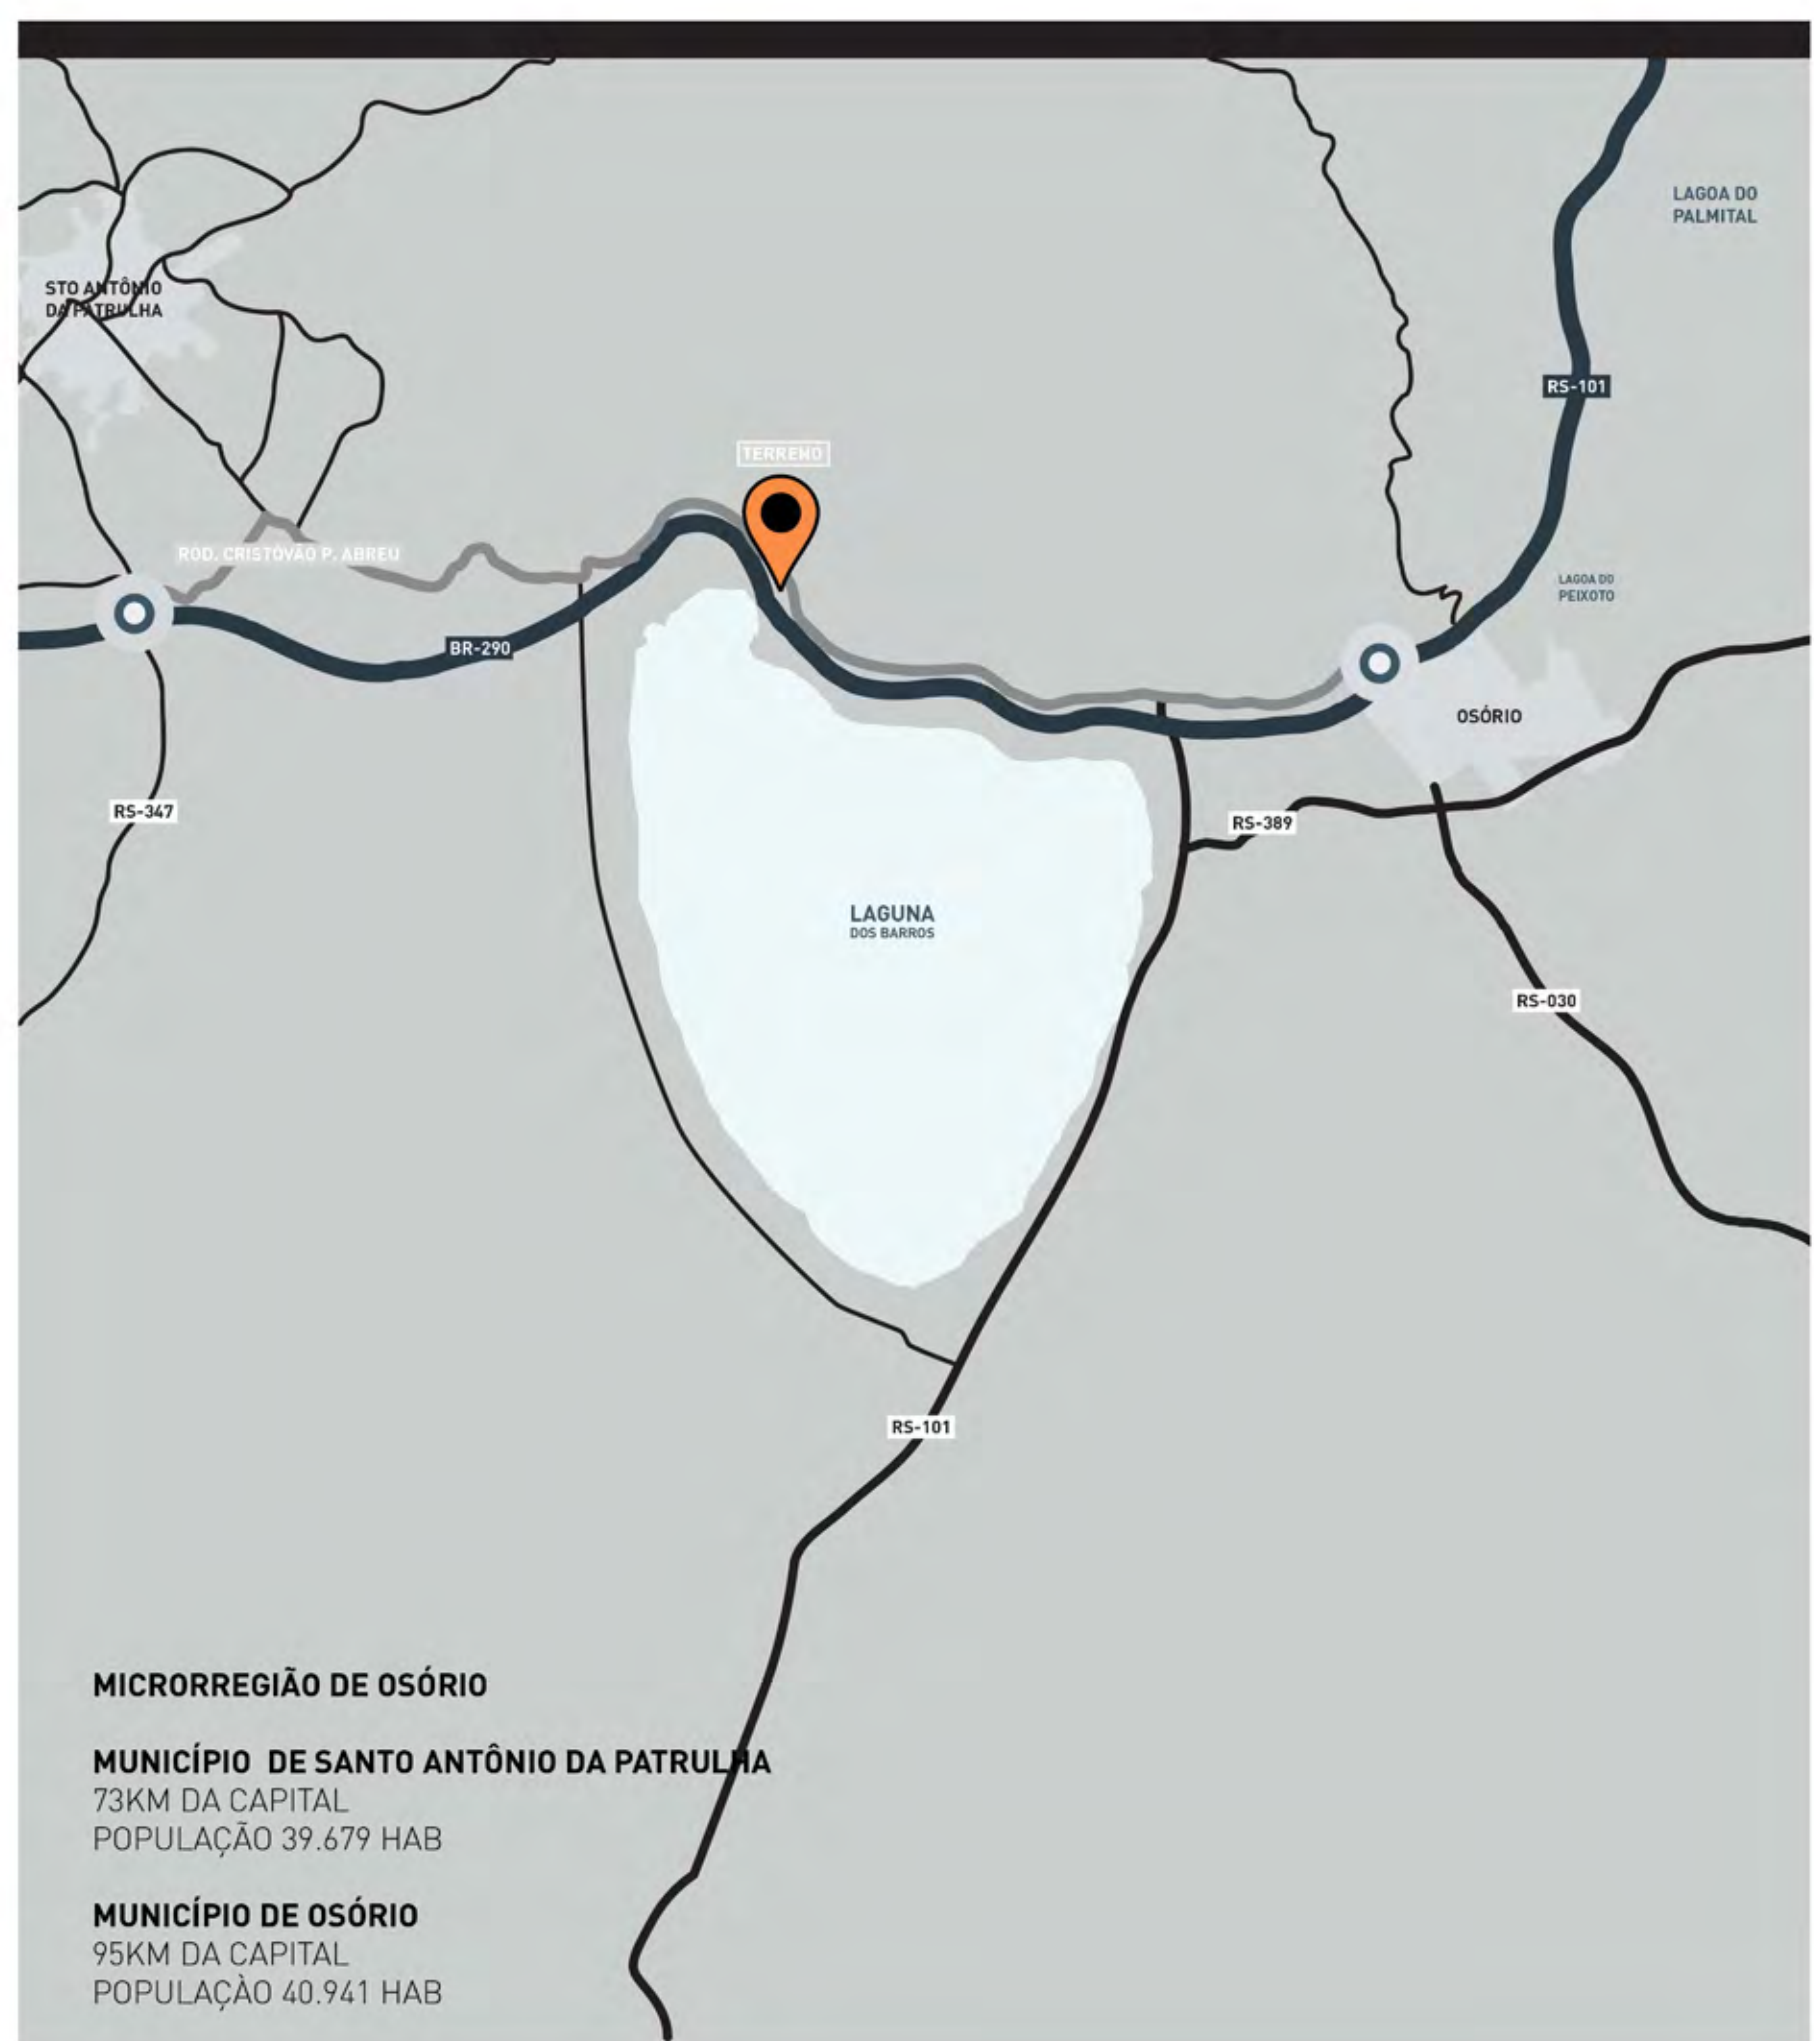 LAGOA DO
PALMITAL
STO ANTÔNIO
DA PATRULHA
RS-101
TERRENO
ROD. CRISTÓVÃO P. ABREU
LAGOA DO
PEIXOTO
BR-290
OSÓRIO
RS-347
RS-389
LAGUNA
DOS BARROS
RS-030
RS-101
MICRORREGIÃO DE OSÓRIO
MUNICÍPIO DE SANTO ANTÔNIO DA PATRULHA
73KM DA CAPITAL
POPULAÇÃO 39.679 HAB
MUNICÍPIO DE OSÓRIO
95KM DA CAPITAL
POPULAÇÀO 40.941 HAB